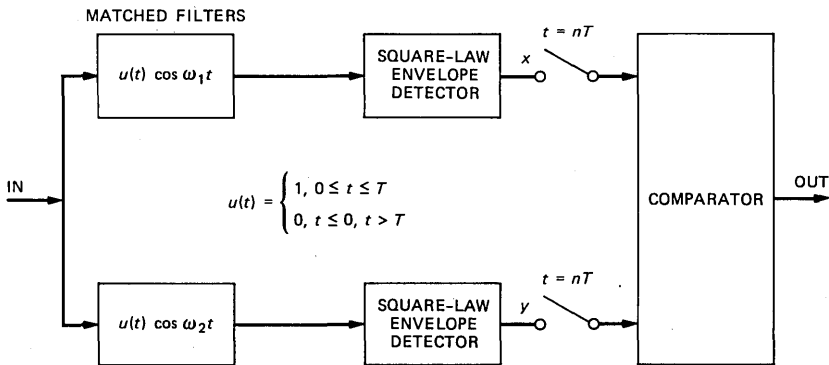 MATCHED FILTERS
u(t) cos ω₁t
SQUARE-LAW
ENVELOPE
DETECTOR
x
t = nT
IN
u(t) = { 1, 0 ≤ t ≤ T
0, t ≤ 0, t > T
COMPARATOR
OUT
u(t) cos ω₂t
SQUARE-LAW
ENVELOPE
DETECTOR
y
t = nT